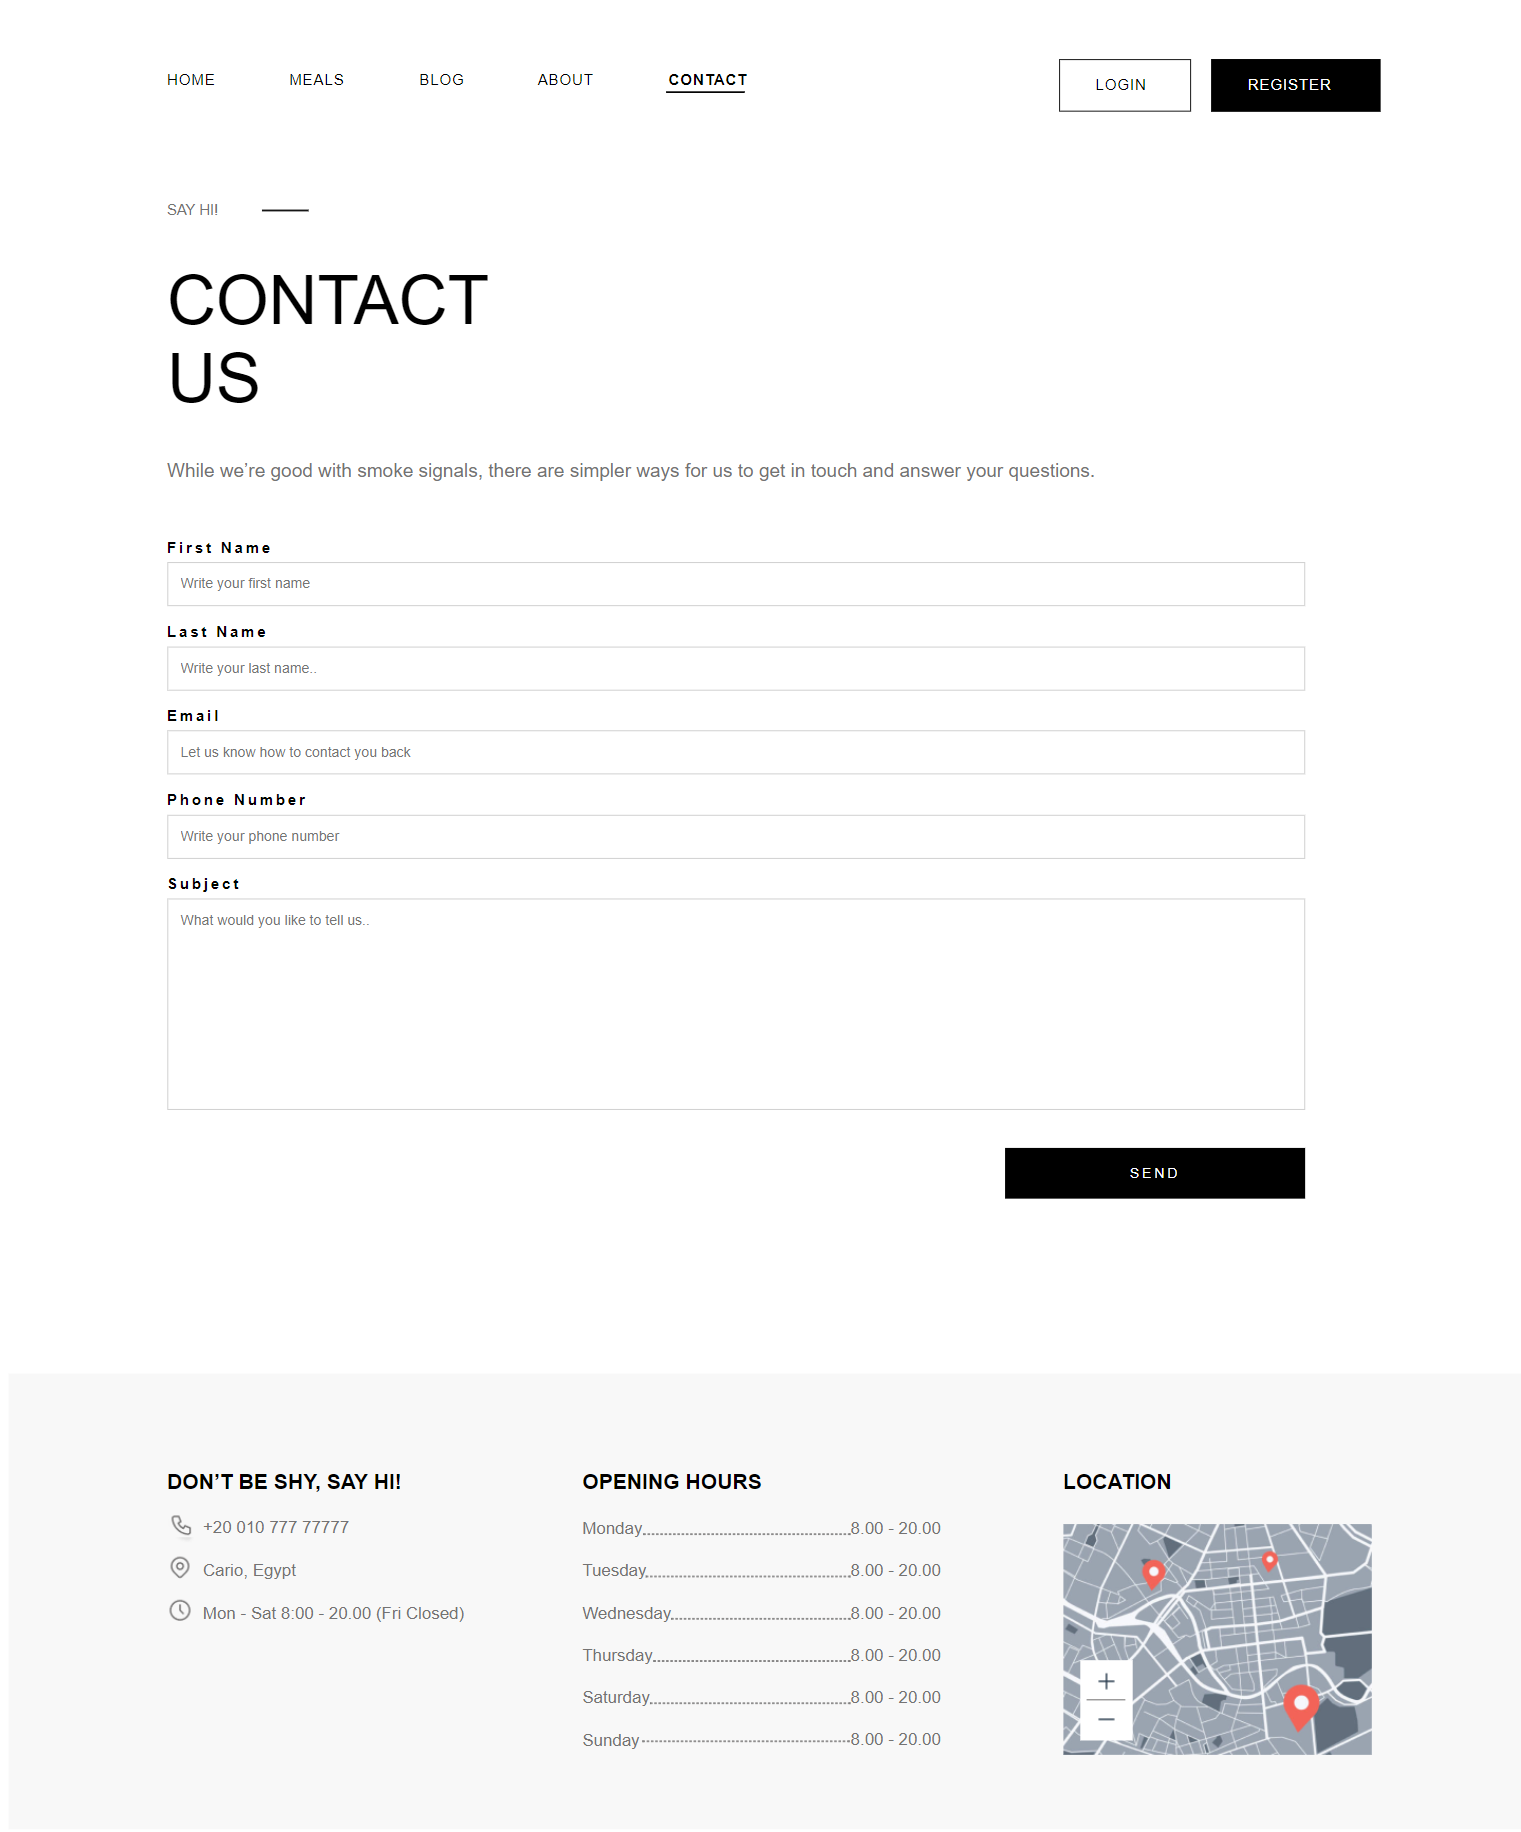 HOME MEALS BLOG ABOUT CONTACT LOGIN REGISTER
SAY HI!
CONTACT
US
While we’re good with smoke signals, there are simpler ways for us to get in touch and answer your questions.
First Name
Write your first name
Last Name
Write your last name..
Email
Let us know how to contact you back
Phone Number
Write your phone number
Subject
What would you like to tell us..
SEND
DON’T BE SHY, SAY HI!
+20 010 777 77777
Cario, Egypt
Mon - Sat 8:00 - 20.00 (Fri Closed)
OPENING HOURS
Monday 8.00 - 20.00
Tuesday 8.00 - 20.00
Wednesday 8.00 - 20.00
Thursday 8.00 - 20.00
Saturday 8.00 - 20.00
Sunday 8.00 - 20.00
LOCATION
+
−